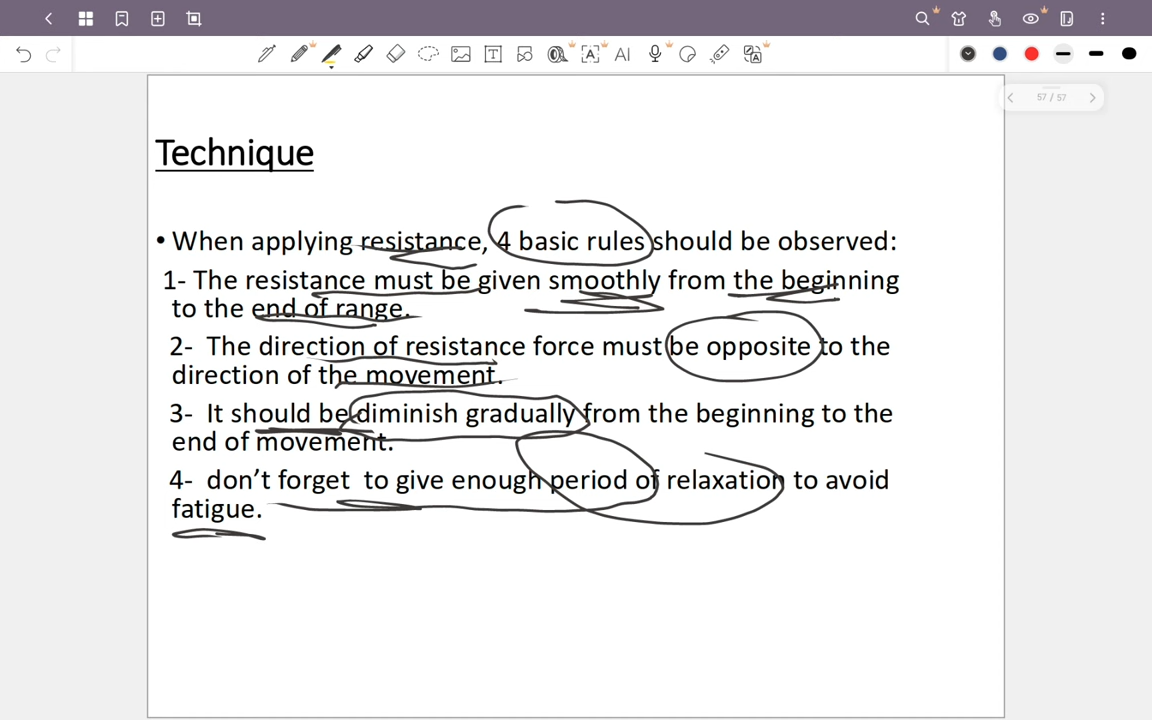 57 / 57
Technique
• When applying resistance, 4 basic rules should be observed:
1- The resistance must be given smoothly from the beginning
to the end of range.
2- The direction of resistance force must be opposite to the
direction of the movement.
3- It should be diminish gradually from the beginning to the
end of movement.
4- don't forget to give enough period of relaxation to avoid
fatigue.